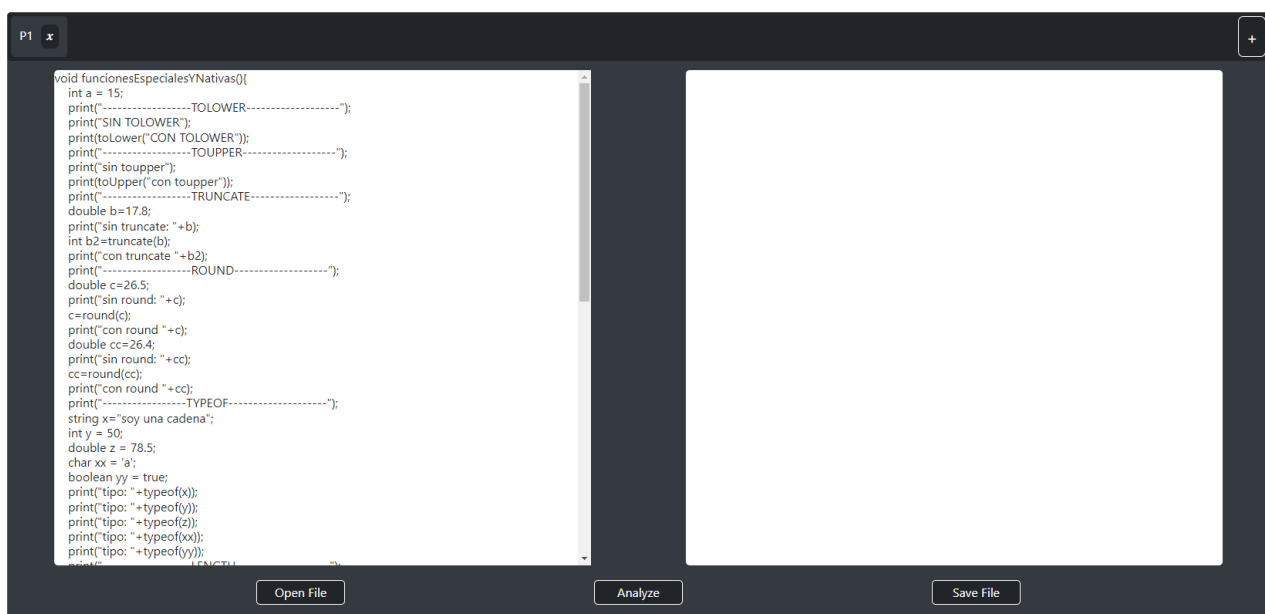 P1 x
+
void funcionesEspecialesYNativas(){
int a = 15;
print("------------------TOLOWER-------------------");
print("SIN TOLOWER");
print(toLower("CON TOLOWER"));
print("------------------TOUPPER-------------------");
print("sin toupper");
print(toUpper("con toupper"));
print("------------------TRUNCATE------------------");
double b=17.8;
print("sin truncate: "+b);
int b2=truncate(b);
print("con truncate "+b2);
print("------------------ROUND-------------------");
double c=26.5;
print("sin round: "+c);
c=round(c);
print("con round "+c);
double cc=26.4;
print("sin round: "+cc);
cc=round(cc);
print("con round "+cc);
print("-----------------TYPEOF--------------------");
string x="soy una cadena";
int y = 50;
double z = 78.5;
char xx = 'a';
boolean yy = true;
print("tipo: "+typeof(x));
print("tipo: "+typeof(y));
print("tipo: "+typeof(z));
print("tipo: "+typeof(xx));
print("tipo: "+typeof(yy));
print("------------------LENGTH-------------------");
Open File
Analyze
Save File